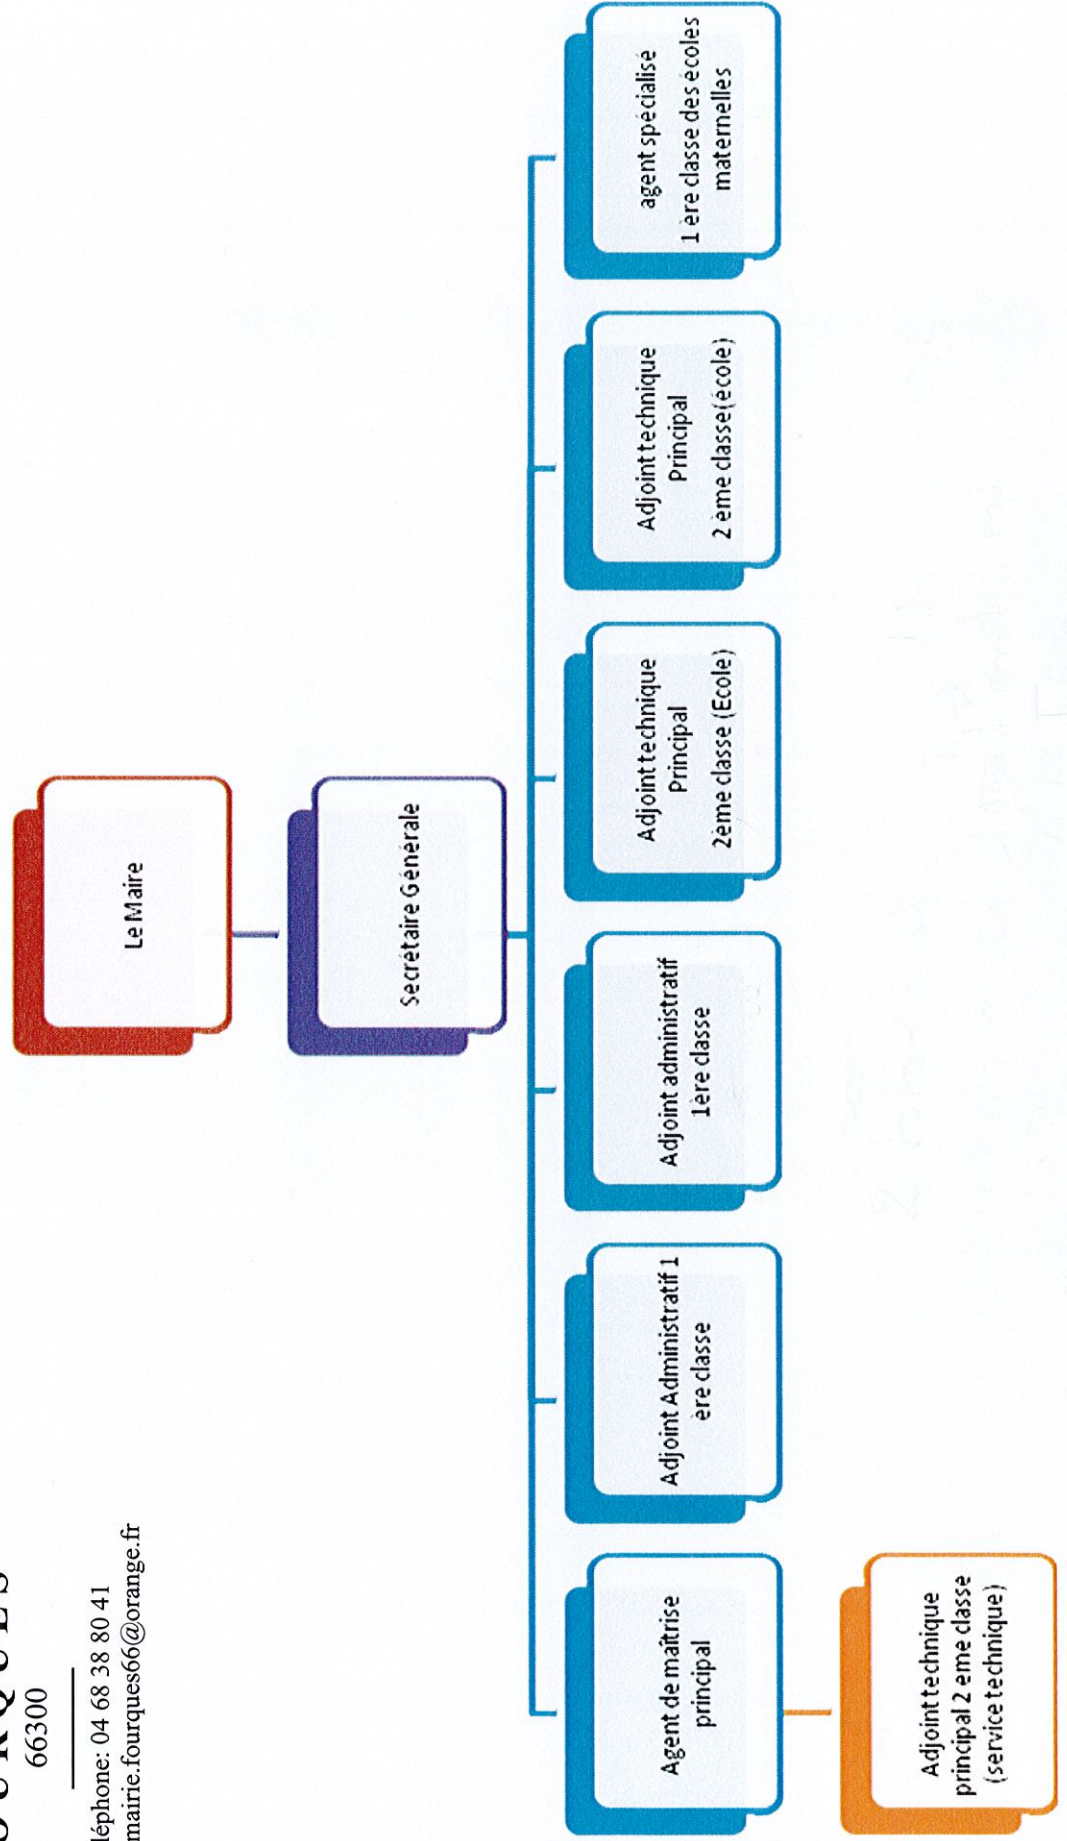 O U R Q U E S
66300
léphone: 04 68 38 80 41
mairie.fourques66@orange.fr
Le Maire
Secrétaire Générale
Agent de maîtrise
principal
Adjoint Administratif 1
ère classe
Adjoint administratif
1ère classe
Adjoint technique
Principal
2ème classe (Ecole)
Adjoint technique
Principal
2 ème classe(école)
agent spécialisé
1 ère classe des écoles
maternelles
Adjoint technique
principal 2 eme classe
(service technique)